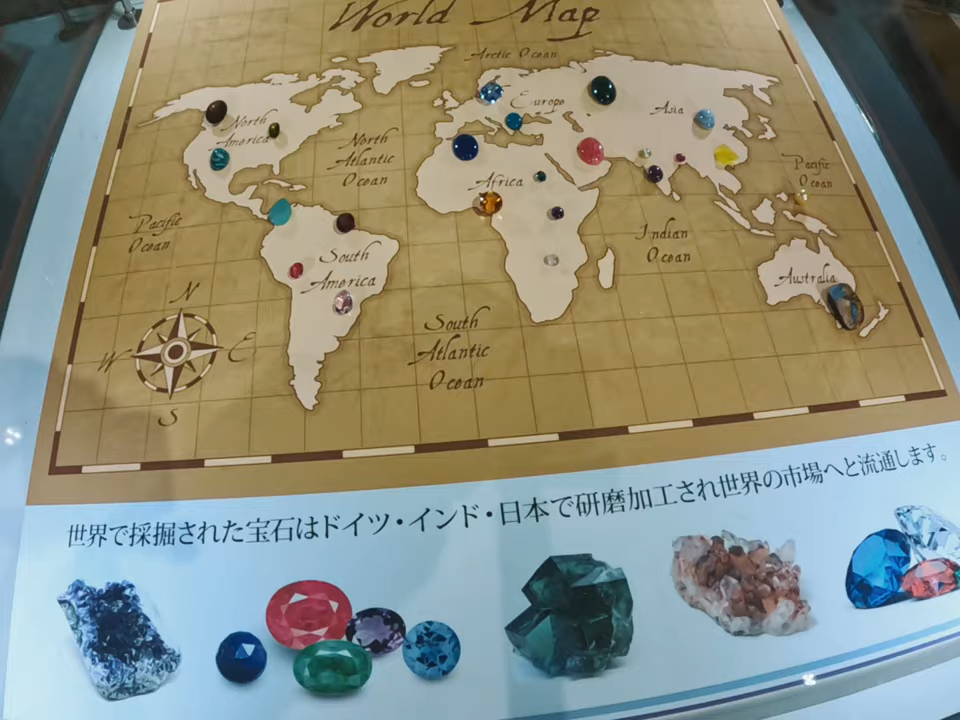 World Map
Arctic Ocean
Europe
Asia
North
America
North
Atlantic
Ocean
Pacific
Ocean
Africa
Pacific
Ocean
Indian
Ocean
South
America
Australia
N
W
E
S
South
Atlantic
Ocean
世界で採掘された宝石はドイツ・インド・日本で研磨加工され世界の市場へと流通します。